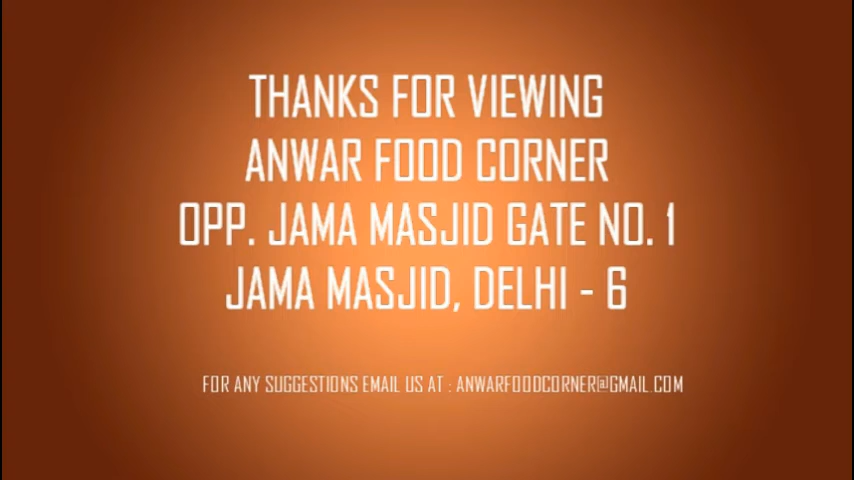 THANKS FOR VIEWING
ANWAR FOOD CORNER
OPP. JAMA MASJID GATE NO. 1
JAMA MASJID, DELHI - 6
FOR ANY SUGGESTIONS EMAIL US AT : ANWARFOODCORNER@GMAIL.COM